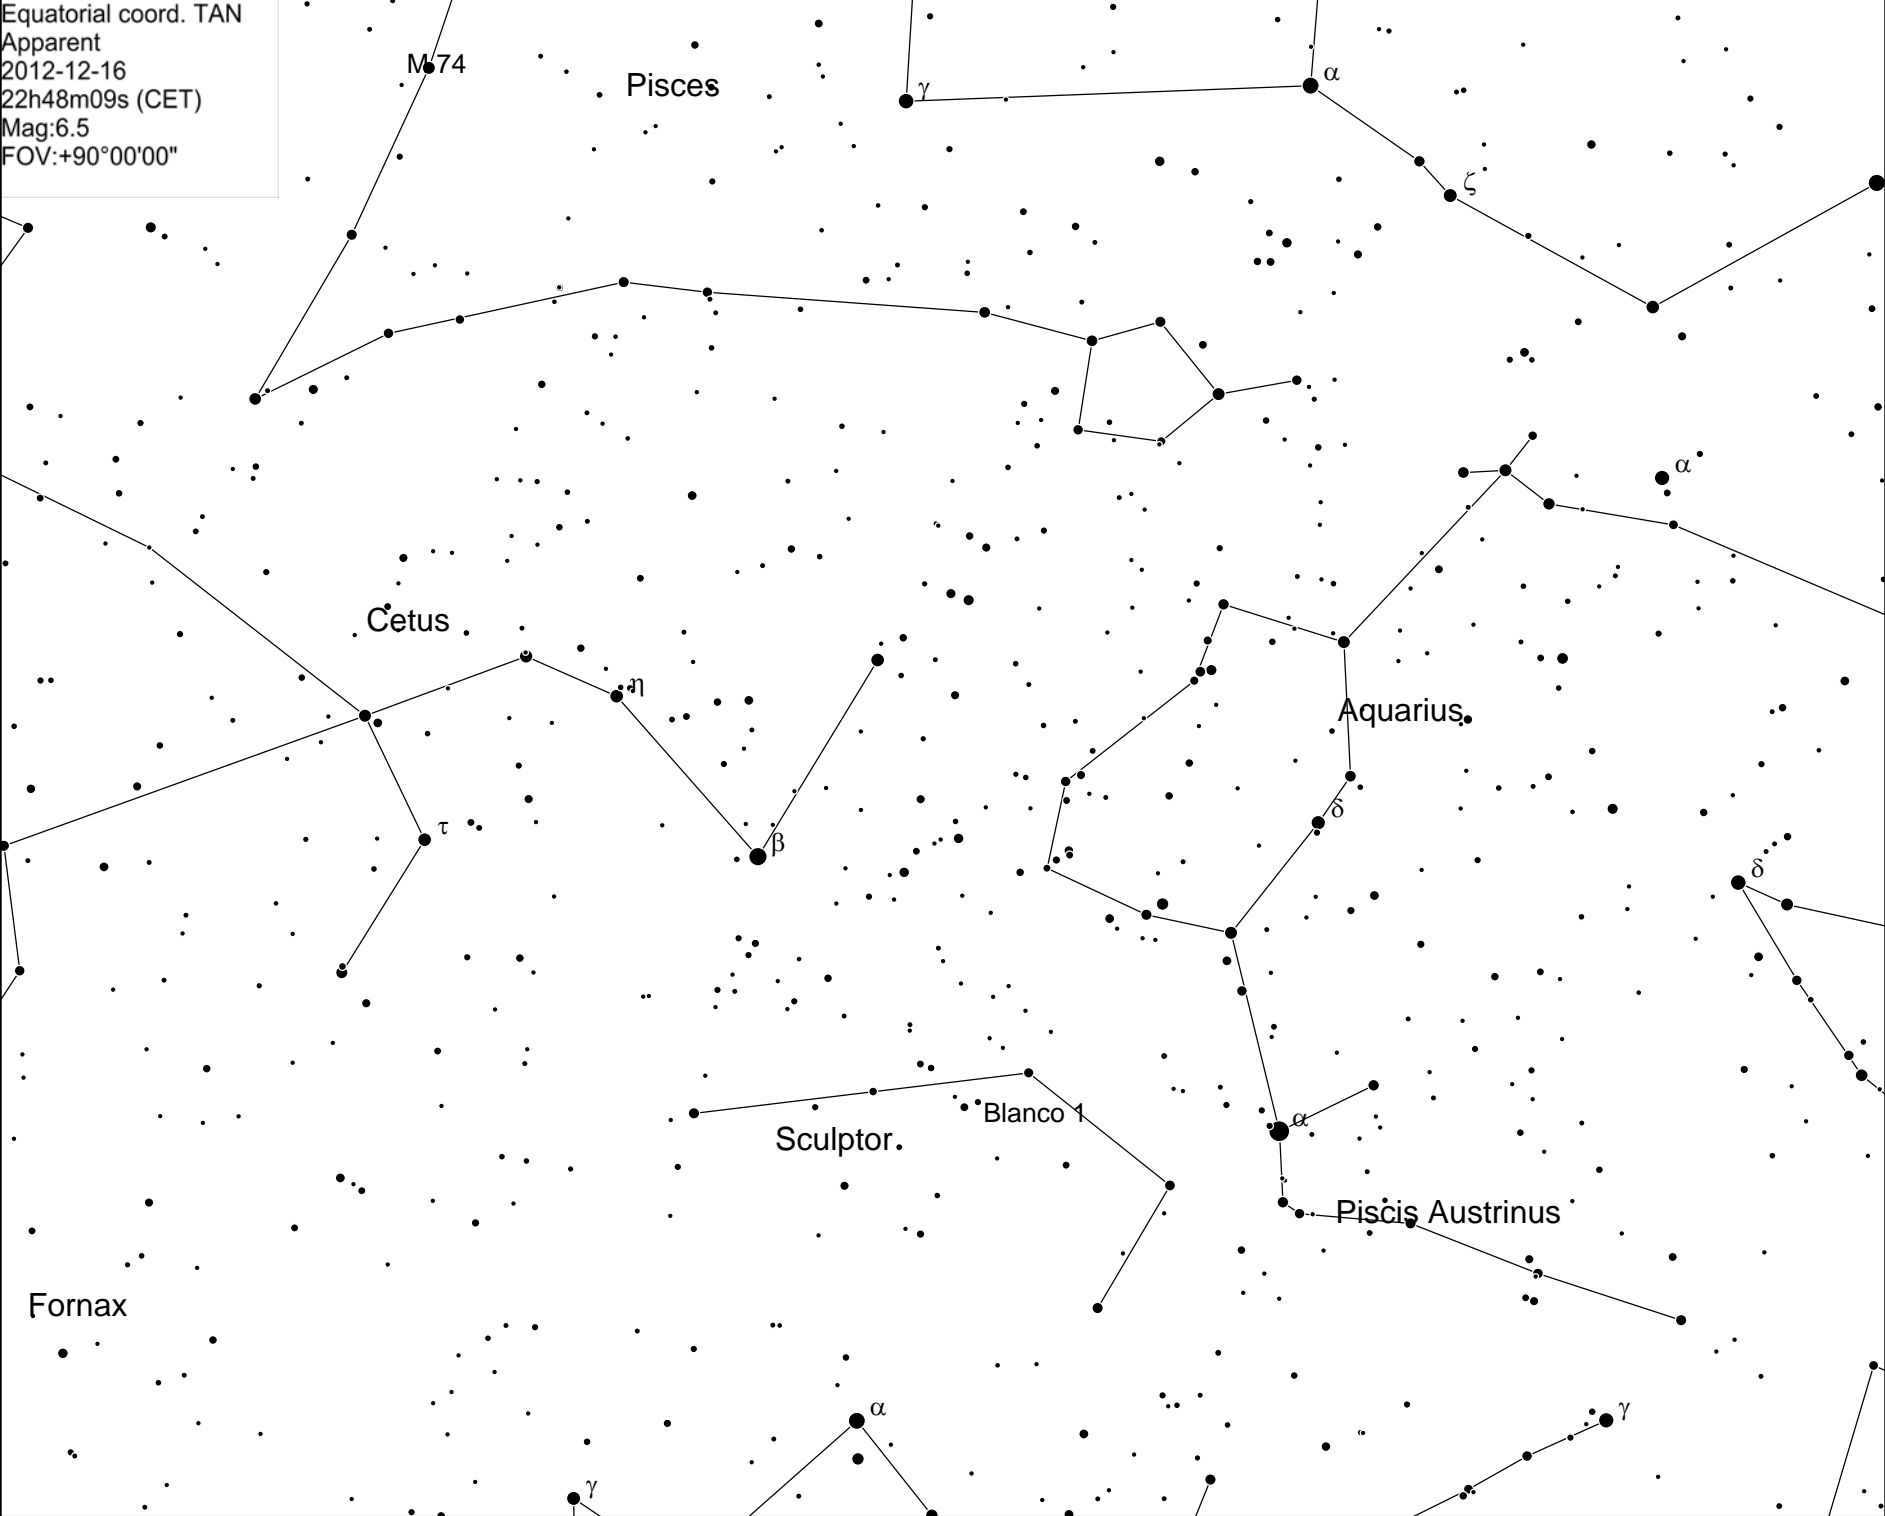 Equatorial coord. TAN
Apparent
2012-12-16
22h48m09s (CET)
Mag:6.5
FOV:+90°00'00"
M 74
Pisces
γ
α
ζ
α
Cetus
η
Aquarius
τ
β
δ
δ
Blanco 1
α
Sculptor
Piscis Austrinus
Fornax
α
γ
γ